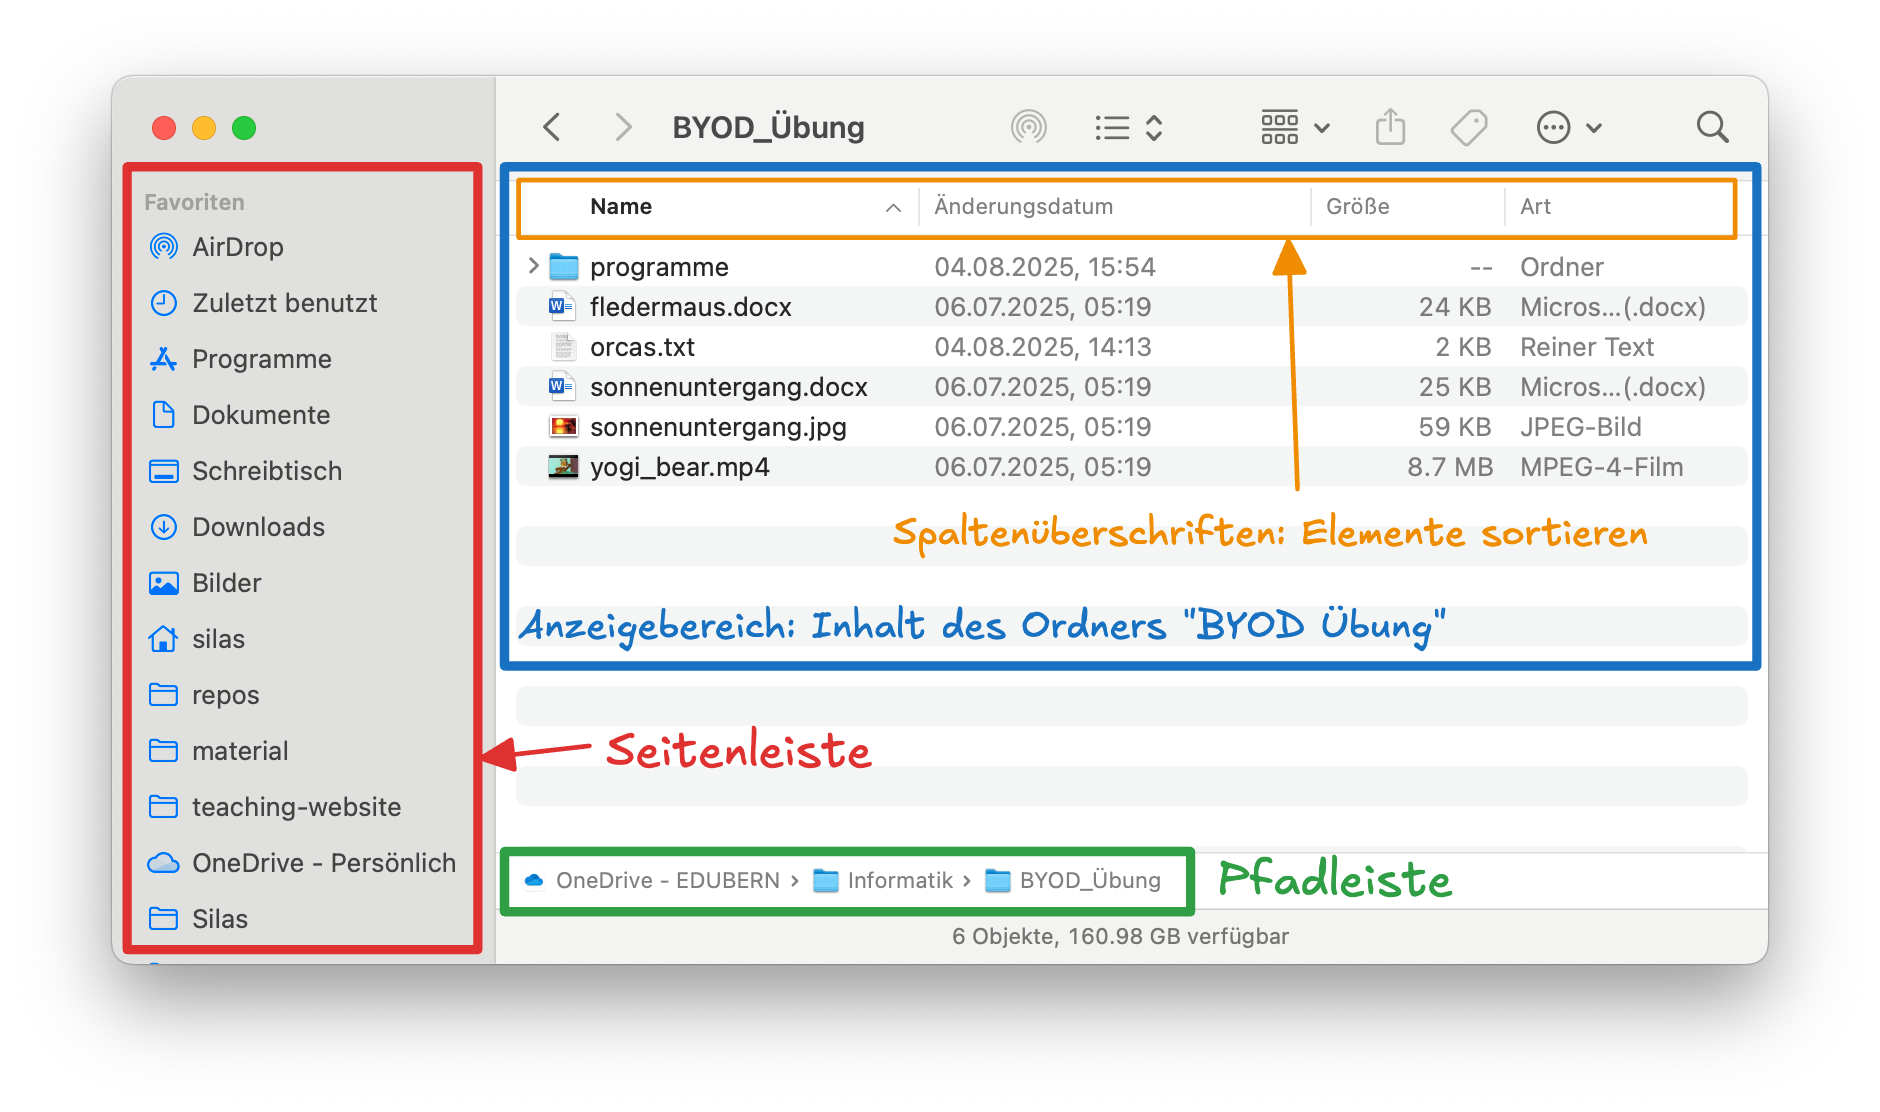 BYOD_Übung
Favoriten
AirDrop
Zuletzt benutzt
Programme
Dokumente
Schreibtisch
Downloads
Bilder
silas
repos
material
teaching-website
OneDrive - Persönlich
Silas
Name Änderungsdatum Größe Art
programme 04.08.2025, 15:54 -- Ordner
fledermaus.docx 06.07.2025, 05:19 24 KB Micros...(.docx)
orcas.txt 04.08.2025, 14:13 2 KB Reiner Text
sonnenuntergang.docx 06.07.2025, 05:19 25 KB Micros...(.docx)
sonnenuntergang.jpg 06.07.2025, 05:19 59 KB JPEG-Bild
yogi_bear.mp4 06.07.2025, 05:19 8.7 MB MPEG-4-Film
Spaltenüberschriften: Elemente sortieren
Anzeigebereich: Inhalt des Ordners "BYOD Übung"
Seitenleiste
OneDrive - EDUBERN › Informatik › BYOD_Übung
Pfadleiste
6 Objekte, 160.98 GB verfügbar